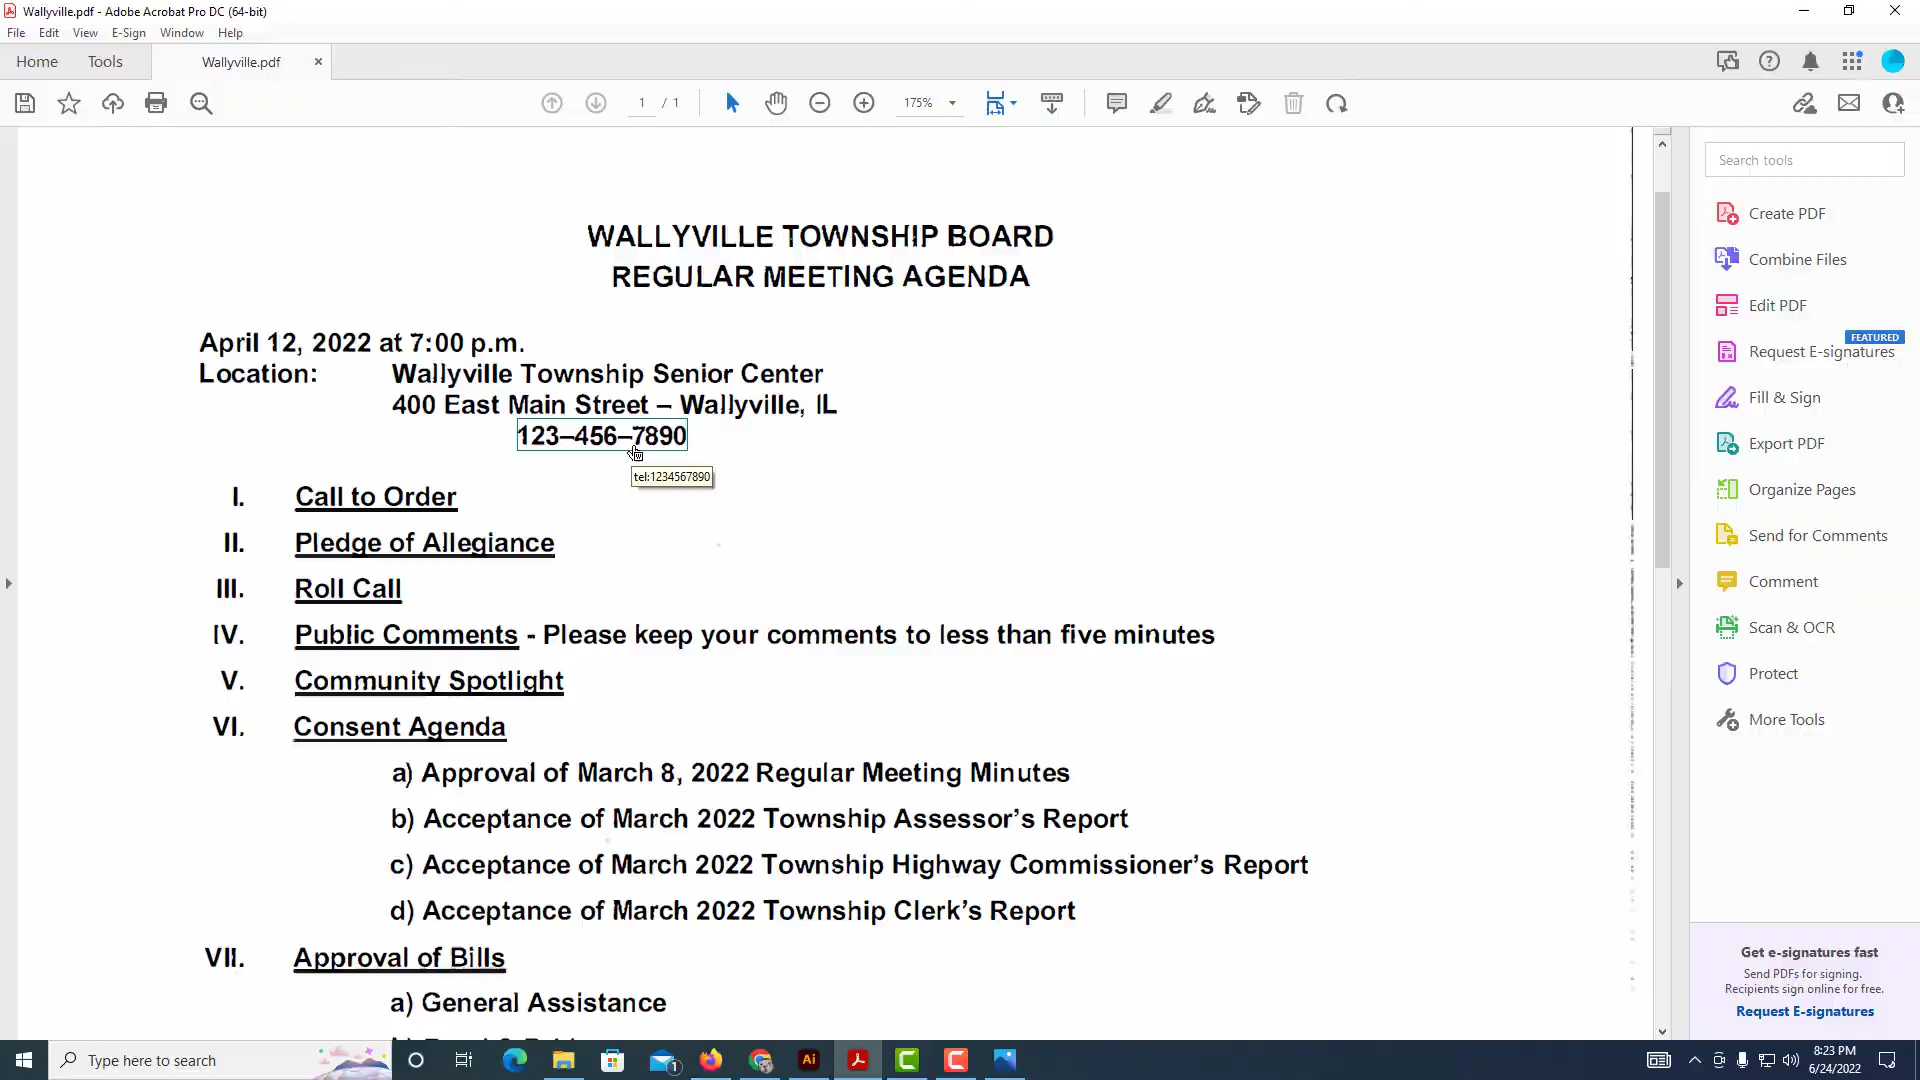 Wallyville.pdf - Adobe Acrobat Pro DC (64-bit)
File Edit View E-Sign Window Help
Home Tools Wallyville.pdf ×
1 / 1 175%
WALLYVILLE TOWNSHIP BOARD
REGULAR MEETING AGENDA
April 12, 2022 at 7:00 p.m.
Location: Wallyville Township Senior Center
400 East Main Street – Wallyville, IL
123–456–7890
tel:1234567890
I. Call to Order
II. Pledge of Allegiance
III. Roll Call
IV. Public Comments - Please keep your comments to less than five minutes
V. Community Spotlight
VI. Consent Agenda
a) Approval of March 8, 2022 Regular Meeting Minutes
b) Acceptance of March 2022 Township Assessor’s Report
c) Acceptance of March 2022 Township Highway Commissioner’s Report
d) Acceptance of March 2022 Township Clerk’s Report
VII. Approval of Bills
a) General Assistance
Search tools
Create PDF
Combine Files
Edit PDF
FEATURED
Request E-signatures
Fill & Sign
Export PDF
Organize Pages
Send for Comments
Comment
Scan & OCR
Protect
More Tools
Get e-signatures fast
Send PDFs for signing.
Recipients sign online for free.
Request E-signatures
Type here to search
1
Ai
8:23 PM
6/24/2022